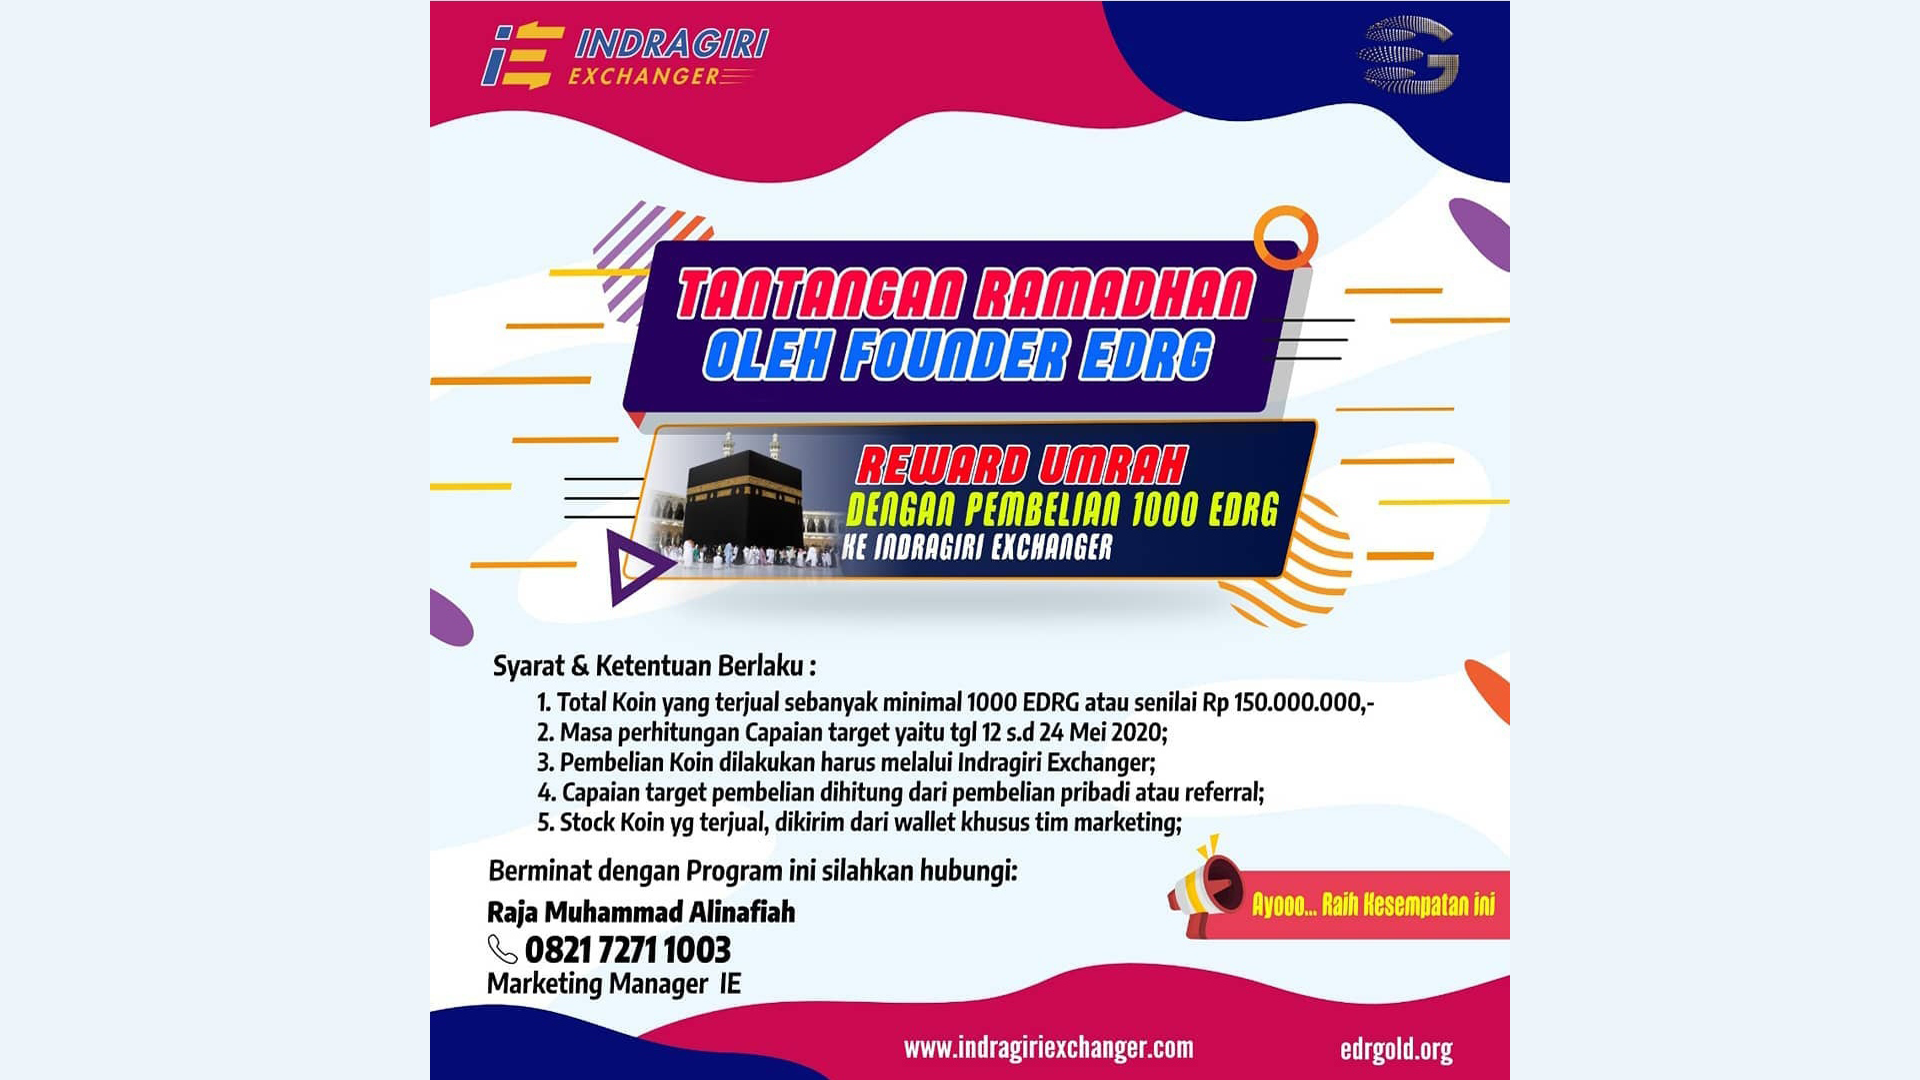 INDRAGIRI
EXCHANGER
TANTANGAN RAMADHAN
OLEH FOUNDER EDRG
REWARD UMRAH
DENGAN PEMBELIAN 1000 EDRG
KE INDRAGIRI EXCHANGER
Syarat & Ketentuan Berlaku :
1. Total Koin yang terjual sebanyak minimal 1000 EDRG atau senilai Rp 150.000.000,-
2. Masa perhitungan Capaian target yaitu tgl 12 s.d 24 Mei 2020;
3. Pembelian Koin dilakukan harus melalui Indragiri Exchanger;
4. Capaian target pembelian dihitung dari pembelian pribadi atau referral;
5. Stock Koin yg terjual, dikirim dari wallet khusus tim marketing;
Berminat dengan Program ini silahkan hubungi:
Raja Muhammad Alinafiah
0821 7271 1003
Marketing Manager IE
Ayooo... Raih Kesempatan ini
www.indragiriexchanger.com
edrgold.org